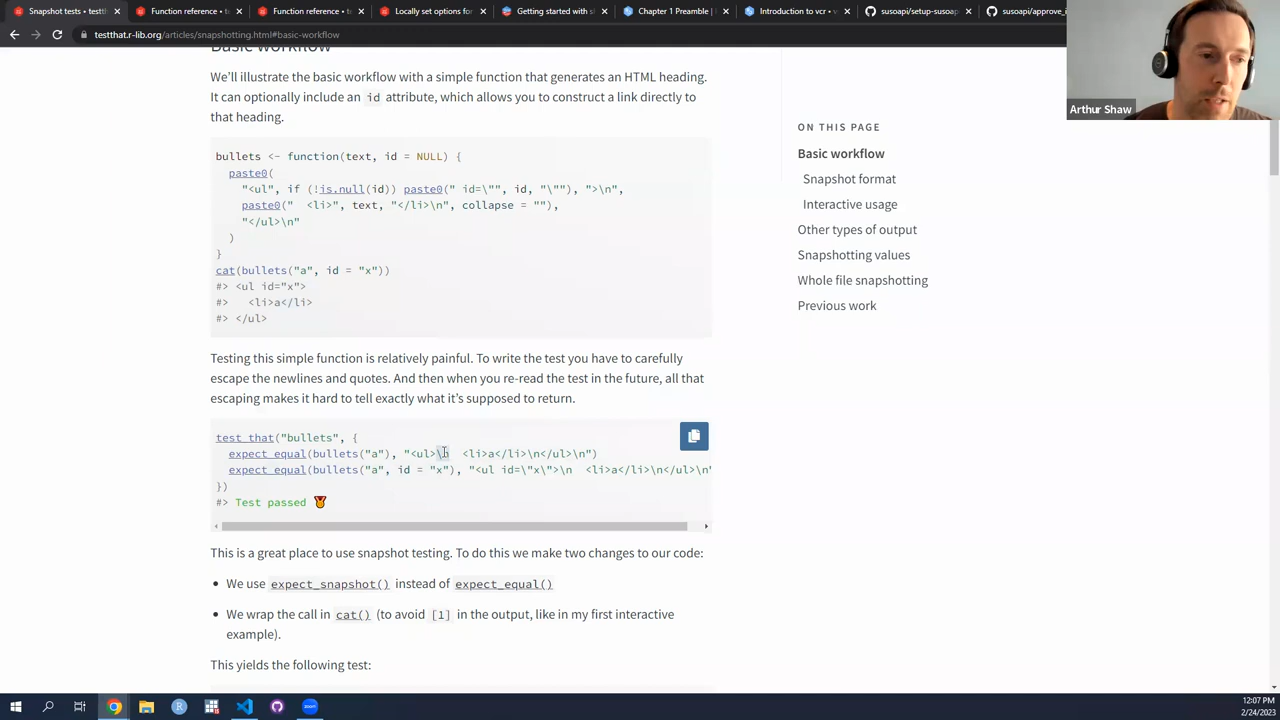 Snapshot tests • testth
Function reference • t
Function reference • te
Locally set options for
Getting started with s
Chapter 1 Preamble |
Introduction to vcr •
susoapi/setup-susoap
susoapi/approve_i
testthat.r-lib.org/articles/snapshotting.html#basic-workflow
Basic workflow
We'll illustrate the basic workflow with a simple function that generates an HTML heading.
It can optionally include an id attribute, which allows you to construct a link directly to
that heading.
bullets <- function(text, id = NULL) {
paste0(
"<ul", if (!is.null(id)) paste0(" id=\"", id, "\""), ">\n",
paste0("  <li>", text, "</li>\n", collapse = ""),
"</ul>\n"
)
}
cat(bullets("a", id = "x"))
#> <ul id="x">
#>   <li>a</li>
#> </ul>
Testing this simple function is relatively painful. To write the test you have to carefully
escape the newlines and quotes. And then when you re-read the test in the future, all that
escaping makes it hard to tell exactly what it's supposed to return.
test_that("bullets", {
expect_equal(bullets("a"), "<ul>\n  <li>a</li>\n</ul>\n")
expect_equal(bullets("a", id = "x"), "<ul id=\"x\">\n  <li>a</li>\n</ul>\n"
})
#> Test passed 🥇
This is a great place to use snapshot testing. To do this we make two changes to our code:
• We use expect_snapshot() instead of expect_equal()
• We wrap the call in cat() (to avoid [1] in the output, like in my first interactive
example).
This yields the following test:
ON THIS PAGE
Basic workflow
Snapshot format
Interactive usage
Other types of output
Snapshotting values
Whole file snapshotting
Previous work
Arthur Shaw
12:07 PM
2/24/2023